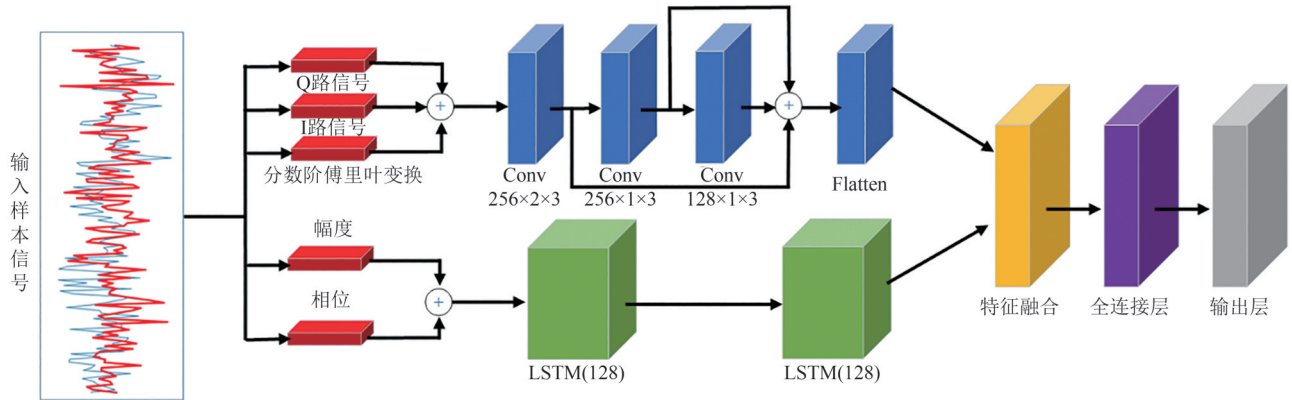 输入样本信号
Q路信号
I路信号
分数阶傅里叶变换
+
Conv
256×2×3
Conv
256×1×3
Conv
128×1×3
+
Flatten
幅度
相位
+
LSTM(128)
LSTM(128)
特征融合
全连接层
输出层